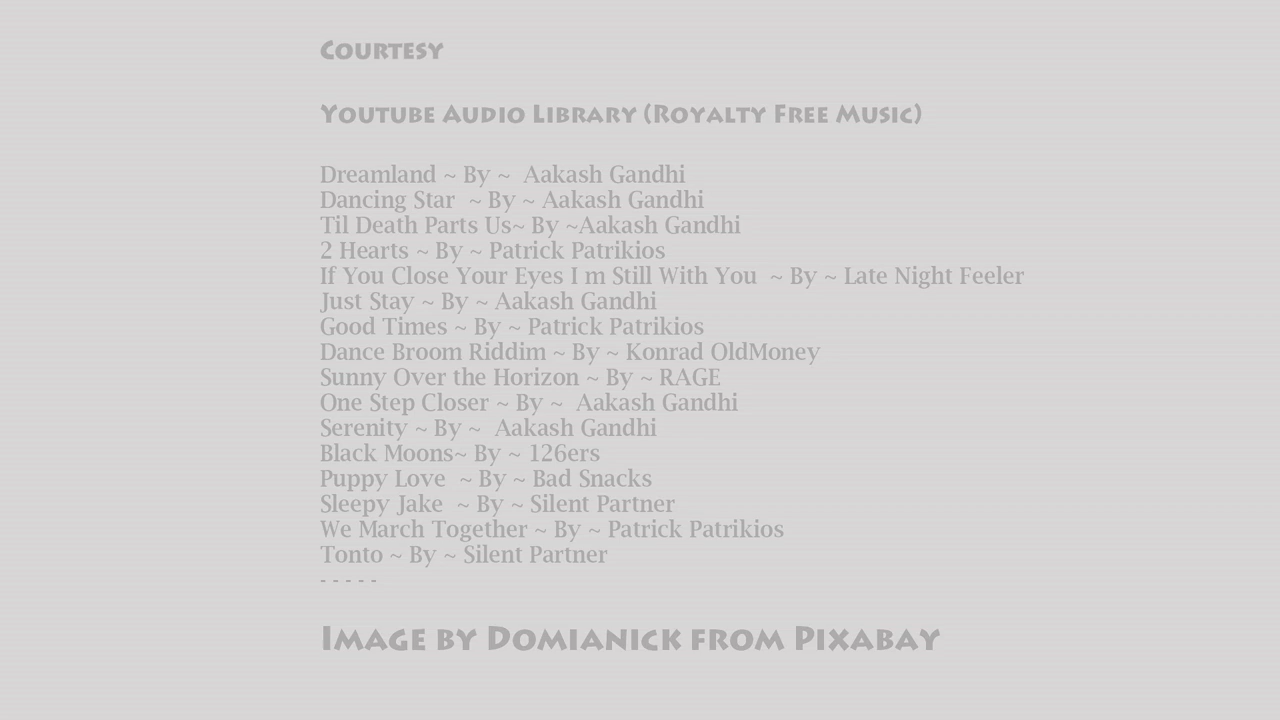 Courtesy
Youtube Audio Library (Royalty Free Music)
Dreamland ~ By ~  Aakash Gandhi
Dancing Star  ~ By ~ Aakash Gandhi
Til Death Parts Us~ By ~Aakash Gandhi
2 Hearts ~ By ~ Patrick Patrikios
If You Close Your Eyes I m Still With You  ~ By ~ Late Night Feeler
Just Stay ~ By ~ Aakash Gandhi
Good Times ~ By ~ Patrick Patrikios
Dance Broom Riddim ~ By ~ Konrad OldMoney
Sunny Over the Horizon ~ By ~ RAGE
One Step Closer ~ By ~  Aakash Gandhi
Serenity ~ By ~  Aakash Gandhi
Black Moons~ By ~ 126ers
Puppy Love  ~ By ~ Bad Snacks
Sleepy Jake  ~ By ~ Silent Partner
We March Together ~ By ~ Patrick Patrikios
Tonto ~ By ~ Silent Partner
- - - - -
Image by Domianick from Pixabay